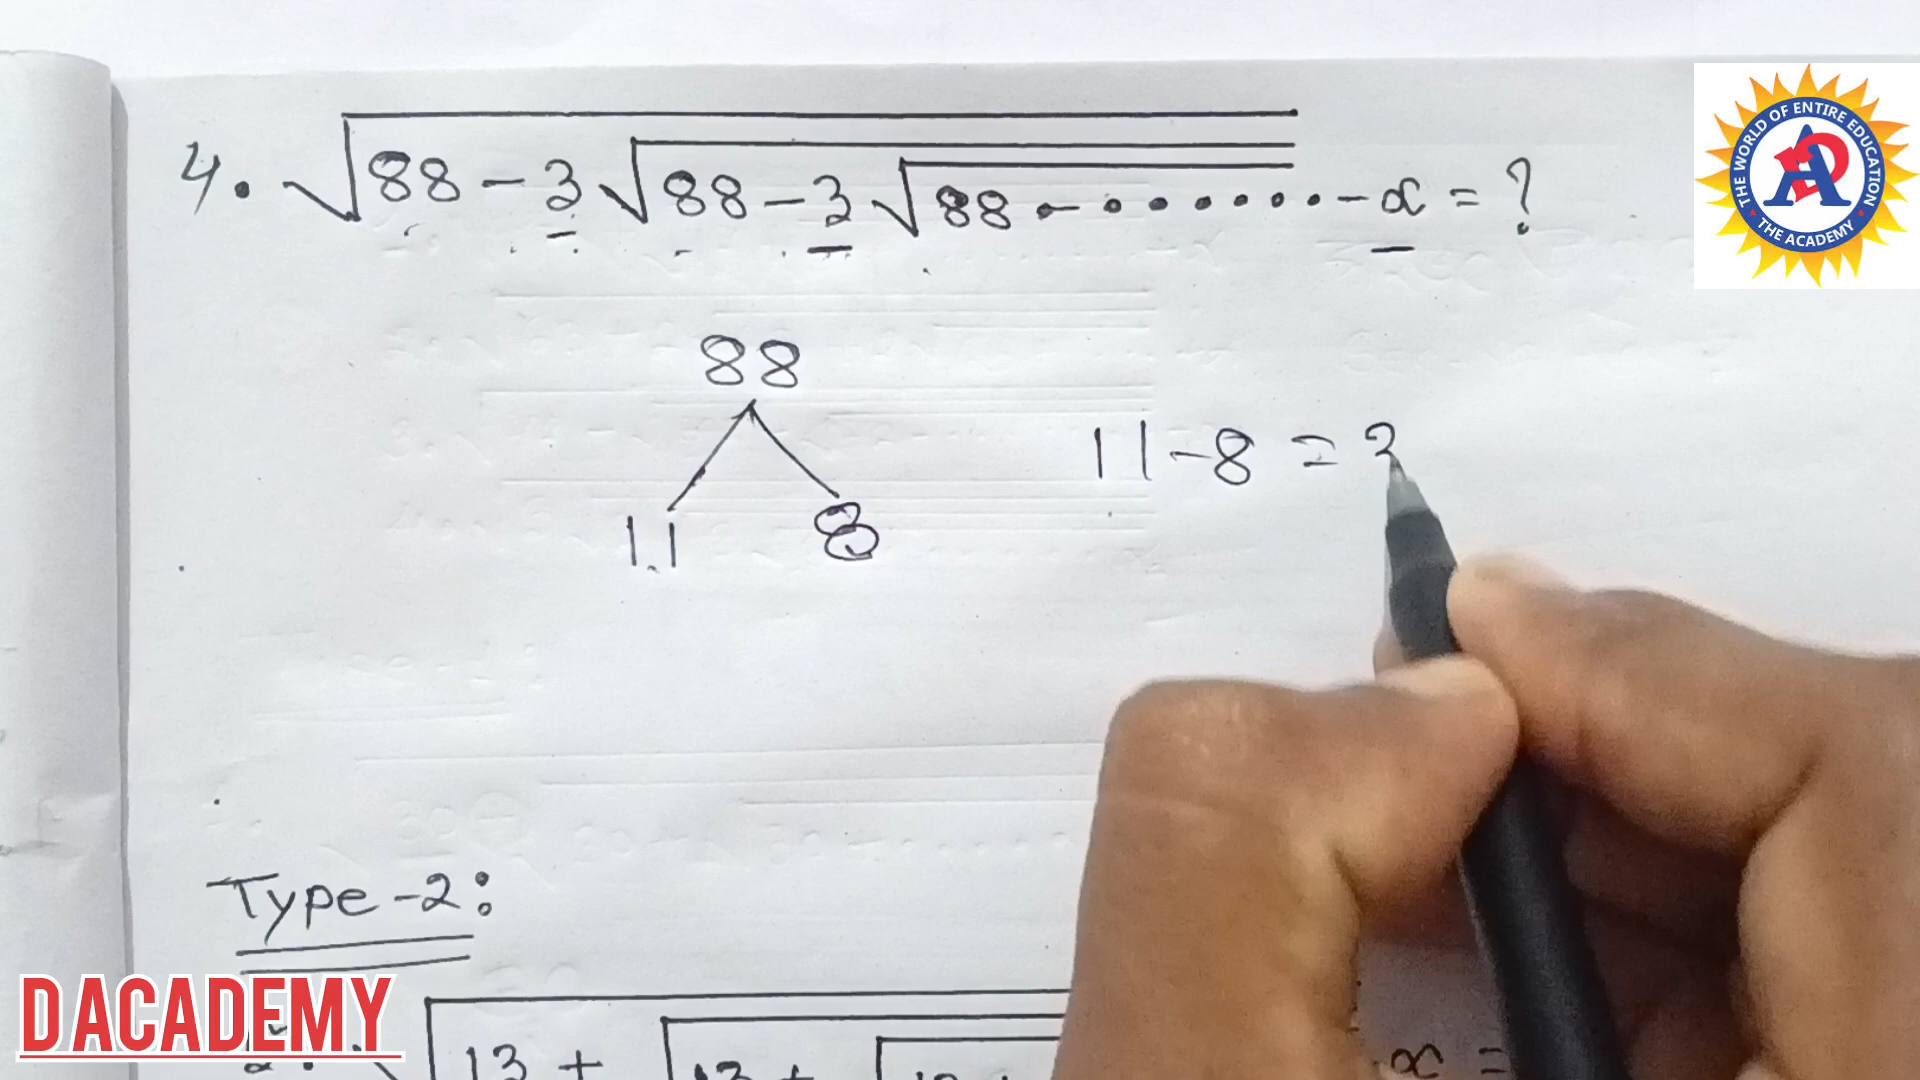 4. √88 - 3√88 - 3√88 - ....... - ∝ = ?
THE WORLD OF ENTIRE EDUCATION
THE ACADEMY
88
11 - 8 = 3
11 8
Type-2:
D ACADEMY
13 +
∝ =